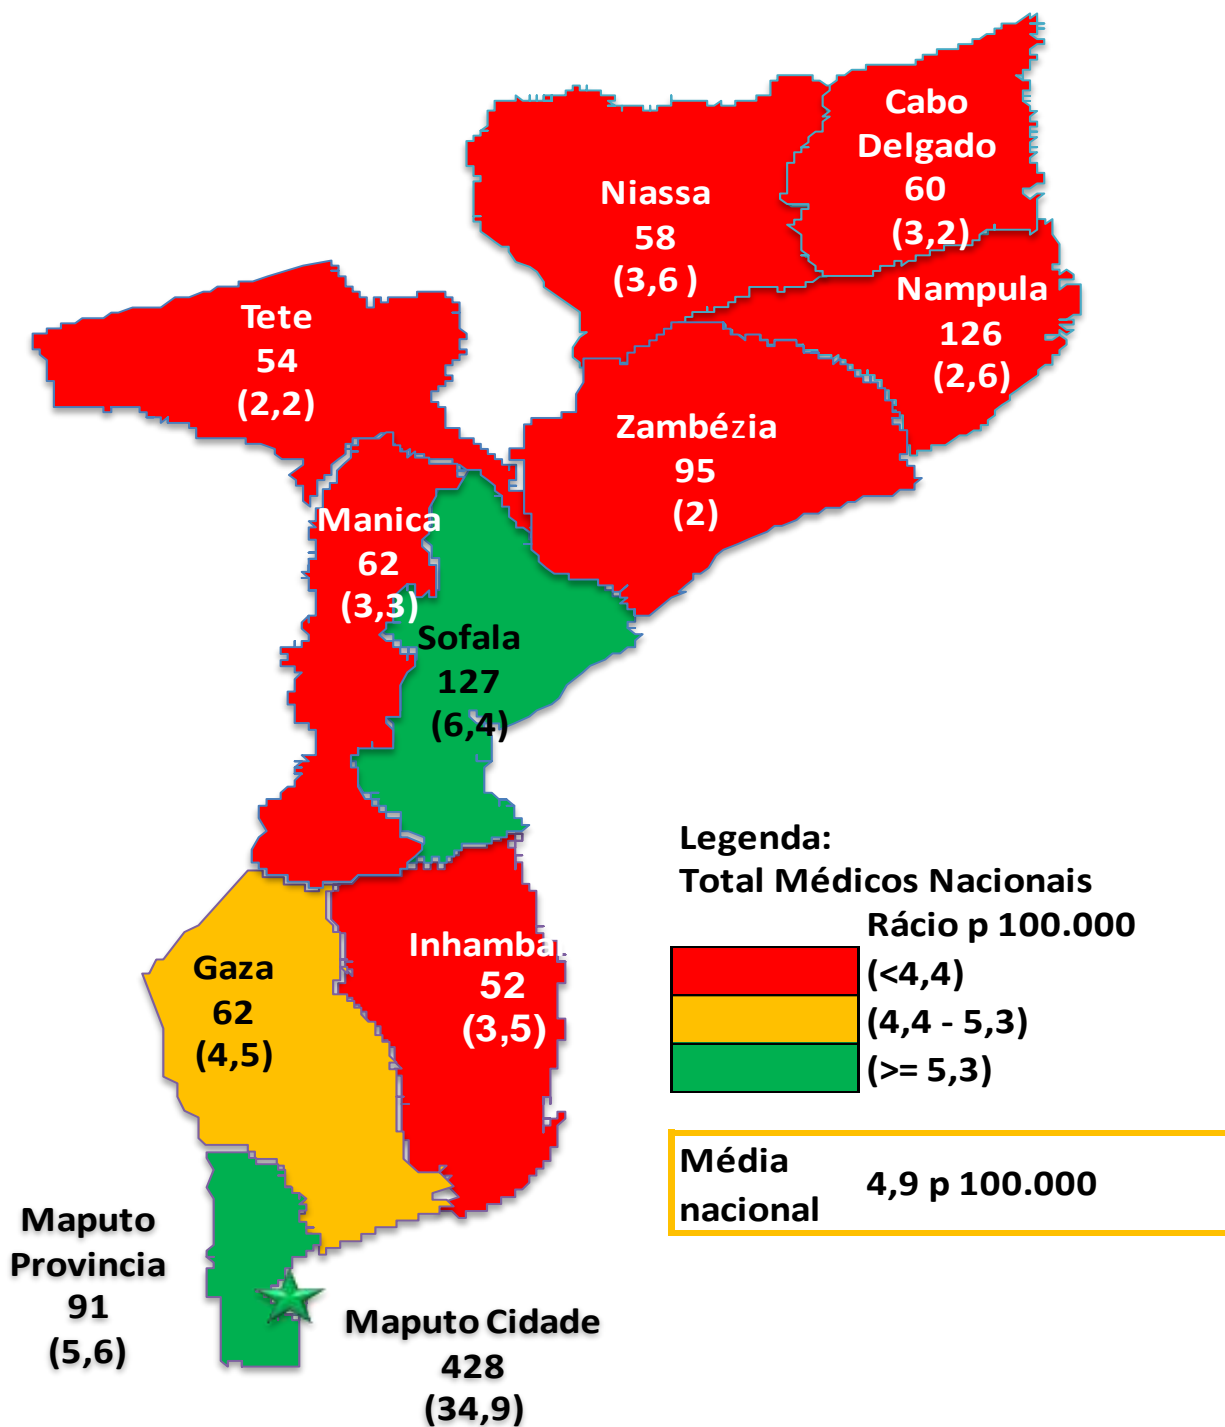 Cabo
Delgado
60
(3,2)
Niassa
58
(3,6 )
Nampula
126
(2,6)
Tete
54
(2,2)
Zambézia
95
(2)
Manica
62
(3,3)
Sofala
127
(6,4)
Legenda:
Total Médicos Nacionais
Rácio p 100.000
(<4,4)
(4,4 - 5,3)
(>= 5,3)
Inhamba
52
(3,5)
Gaza
62
(4,5)
Média
nacional
4,9 p 100.000
Maputo
Provincia
91
(5,6)
Maputo Cidade
428
(34,9)